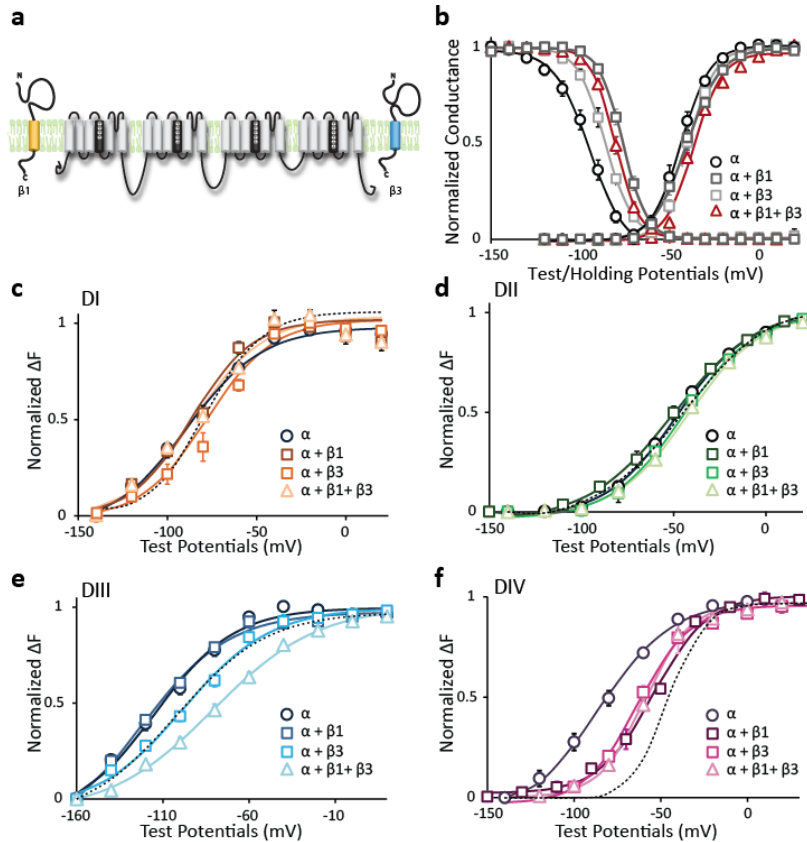 a
N
N
C
C
β1
β3
b
Normalized Conductance
1
0.5
0
-150
-100
-50
0
Test/Holding Potentials (mV)
α
α + β1
α + β3
α + β1+ β3
c
DI
Normalized ΔF
1
0.5
0
-150
-100
-50
0
Test Potentials (mV)
α
α + β1
α + β3
α + β1+ β3
d
DII
Normalized ΔF
1
0.5
0
-150
-100
-50
0
Test Potentials (mV)
α
α + β1
α + β3
α + β1+ β3
e
DIII
Normalized ΔF
1
0.5
0
-160
-110
-60
-10
Test Potentials (mV)
α
α + β1
α + β3
α + β1+ β3
f
DIV
Normalized ΔF
1
0.5
0
-150
-100
-50
0
Test Potentials (mV)
α
α + β1
α + β3
α + β1+ β3